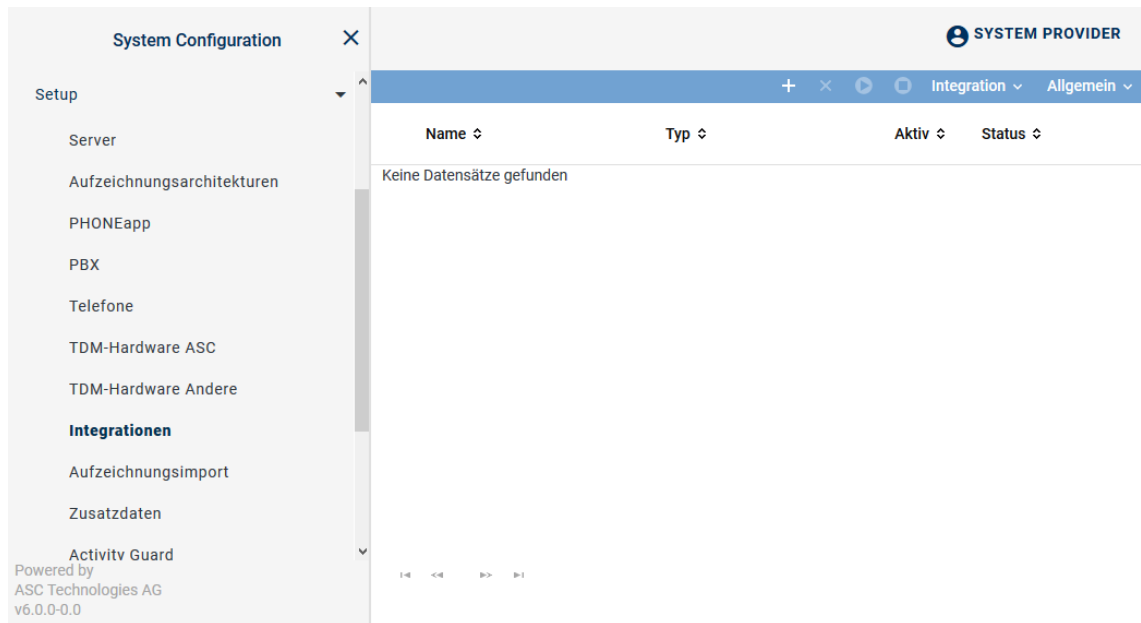 System Configuration
SYSTEM PROVIDER
Setup
Integration
Allgemein
Server
Aufzeichnungsarchitekturen
PHONEapp
PBX
Telefone
TDM-Hardware ASC
TDM-Hardware Andere
Integrationen
Aufzeichnungsimport
Zusatzdaten
Activity Guard
Powered by
ASC Technologies AG
v6.0.0-0.0
Name Typ Aktiv Status
Keine Datensätze gefunden